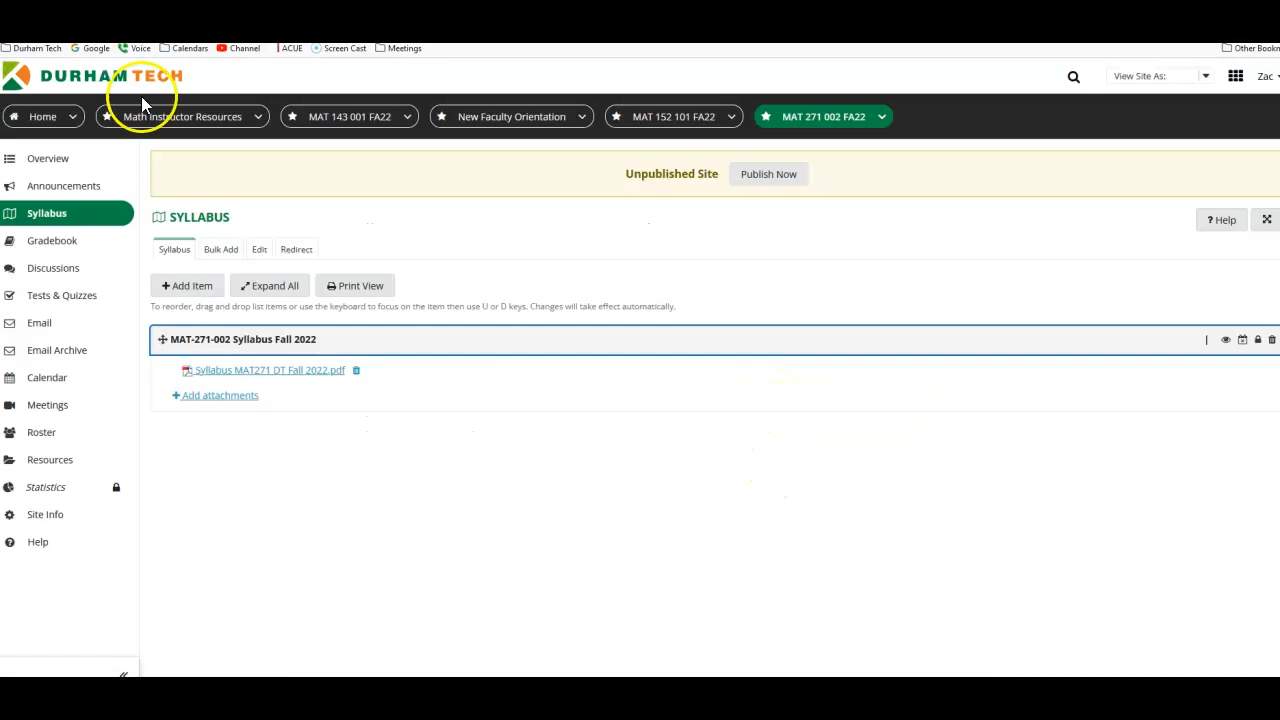 Durham Tech Google Voice Calendars Channel ACUE Screen Cast Meetings Other Bookm
DURHAM TECH View Site As: Zac
Home Math Instructor Resources MAT 143 001 FA22 New Faculty Orientation MAT 152 101 FA22 MAT 271 002 FA22
Overview
Announcements
Syllabus
Gradebook
Discussions
Tests & Quizzes
Email
Email Archive
Calendar
Meetings
Roster
Resources
Statistics
Site Info
Help
Unpublished Site Publish Now
SYLLABUS ? Help
Syllabus Bulk Add Edit Redirect
Add Item Expand All Print View
To reorder, drag and drop list items or use the keyboard to focus on the item then use U or D keys. Changes will take effect automatically.
MAT-271-002 Syllabus Fall 2022 |
Syllabus MAT271 DT Fall 2022.pdf
Add attachments